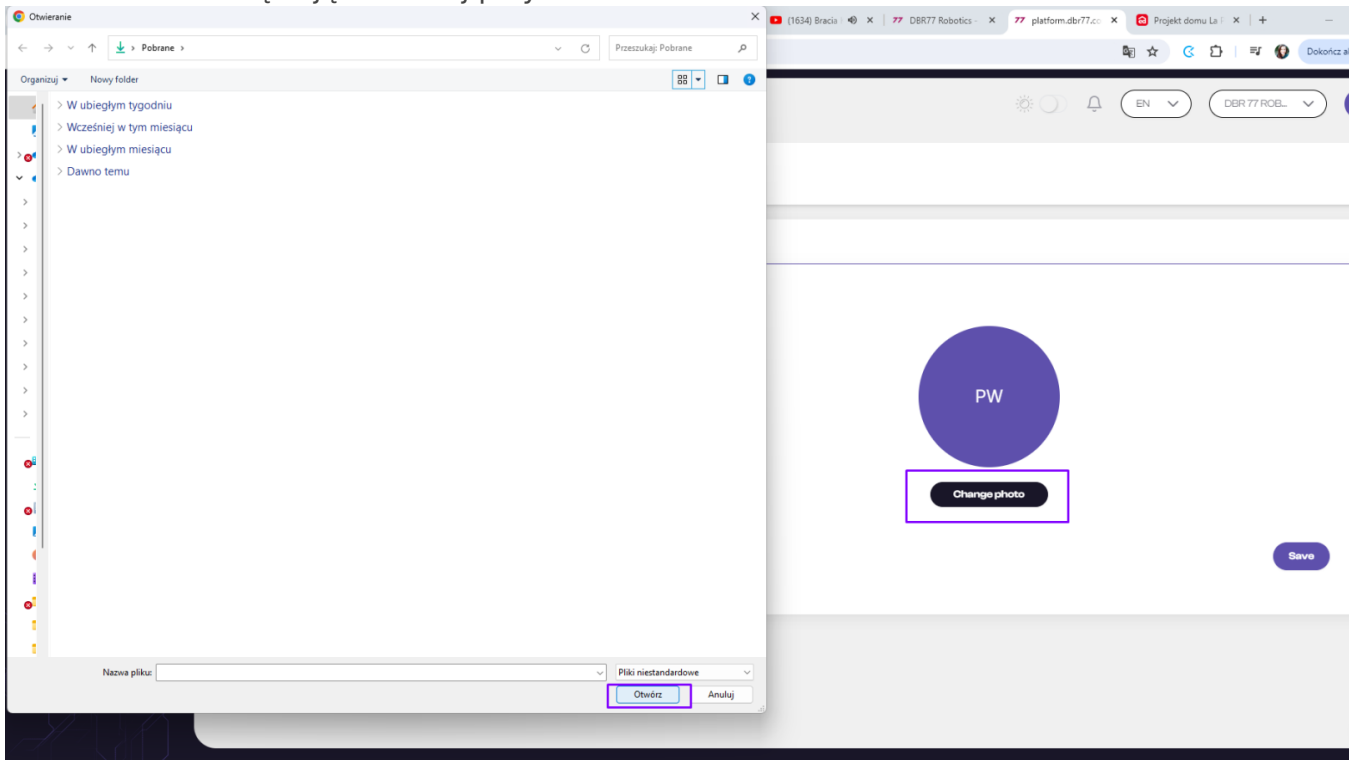 Otwieranie
(1634) Bracia
DBR77 Robotics -
platform.dbr77.co
Projekt domu La
Pobrane
Przeszukaj: Pobrane
Dokończ
Organizuj Nowy folder
W ubiegłym tygodniu
Wcześniej w tym miesiącu
W ubiegłym miesiącu
Dawno temu
EN
DBR 77 ROB...
PW
Change photo
Save
Nazwa pliku:
Pliki niestandardowe
Otwórz
Anuluj